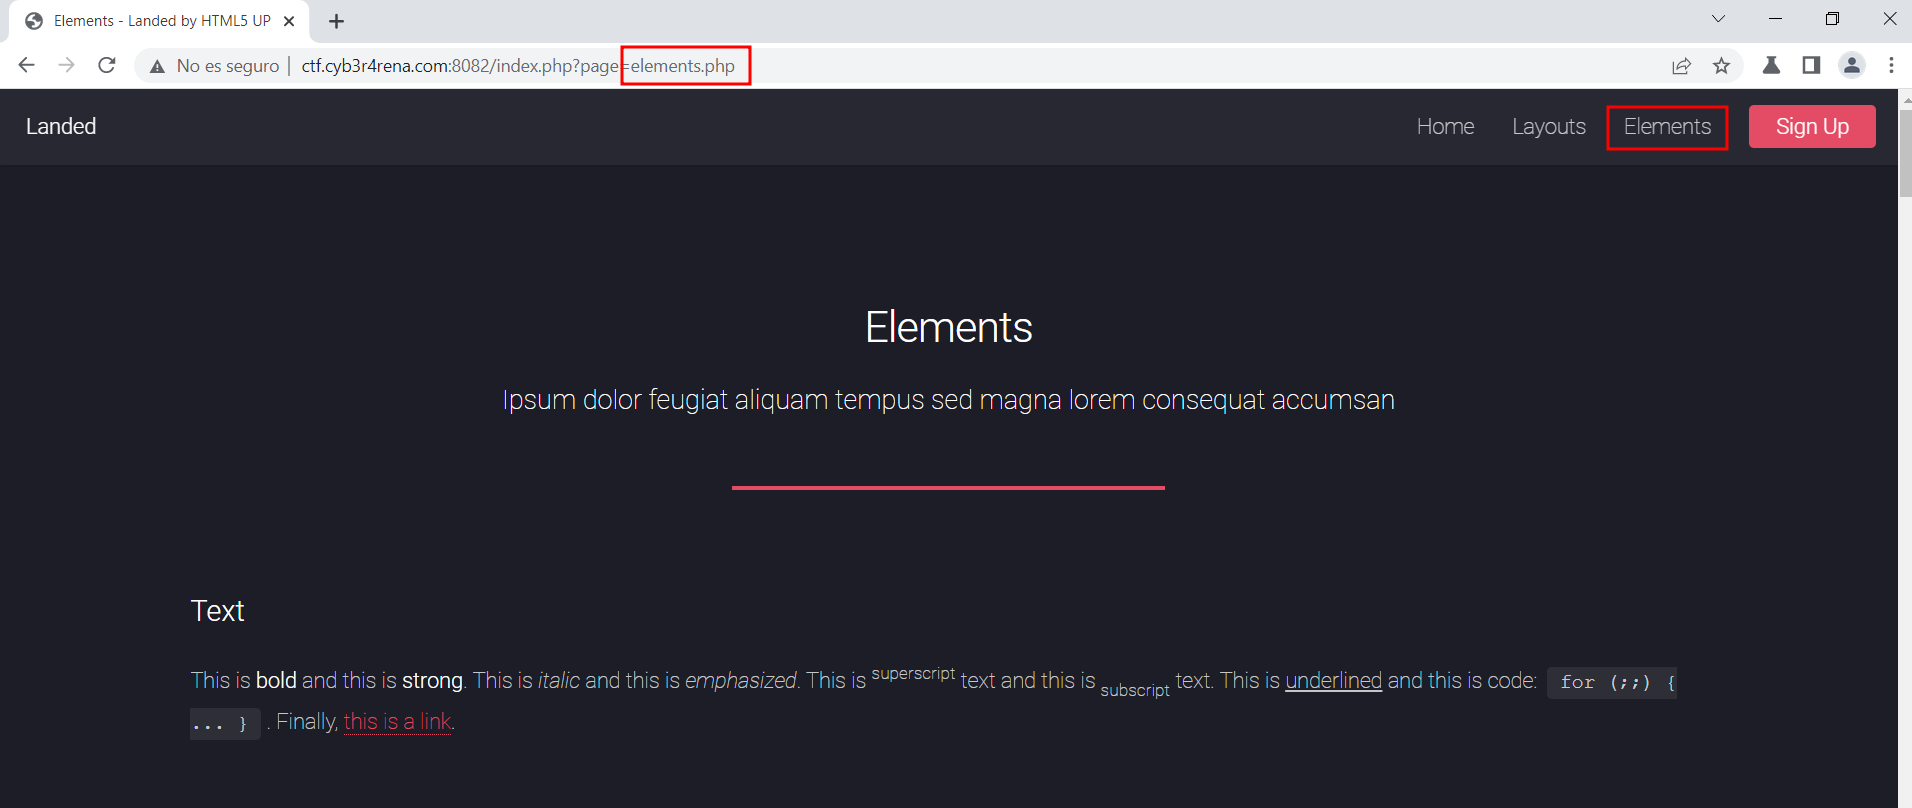 Elements - Landed by HTML5 UP
No es seguro | ctf.cyb3r4rena.com:8082/index.php?page=elements.php
Landed Home Layouts Elements Sign Up
Elements
Ipsum dolor feugiat aliquam tempus sed magna lorem consequat accumsan
Text
This is bold and this is strong. This is italic and this is emphasized. This is superscript text and this is subscript text. This is underlined and this is code: for (;;) {
... } . Finally, this is a link.